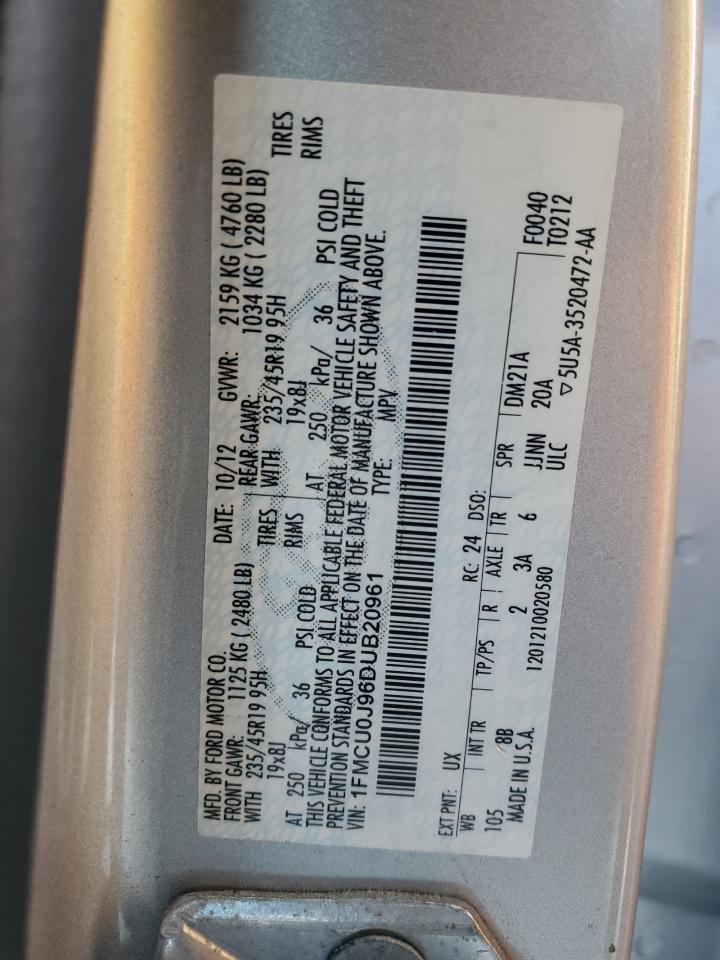 MFD. BY FORD MOTOR CO. DATE: 10/12 GVWR: 2159 KG ( 4760 LB)
FRONT GAWR: 1125 KG ( 2480 LB) REAR GAWR: 1034 KG ( 2280 LB)
WITH 235/45R19 95H TIRES WITH 235/45R19 95H TIRES
19x8J RIMS 19x8J RIMS
AT 250 kPa/ 36 PSI COLD AT 250 kPa/ 36 PSI COLD
THIS VEHICLE CONFORMS TO ALL APPLICABLE FEDERAL MOTOR VEHICLE SAFETY AND THEFT
PREVENTION STANDARDS IN EFFECT ON THE DATE OF MANUFACTURE SHOWN ABOVE.
VIN: 1FMCU0J96DUB20961 TYPE: MPV
EXT PNT: UX RC: 24 DSO:
WB INT TR TP/PS R AXLE TR SPR DM21A F0040
105 8B 2 3A 6 JJNN 20A T0212
MADE IN U.S.A. 1201210020580 ULC ▽5U5A-3520472-AA